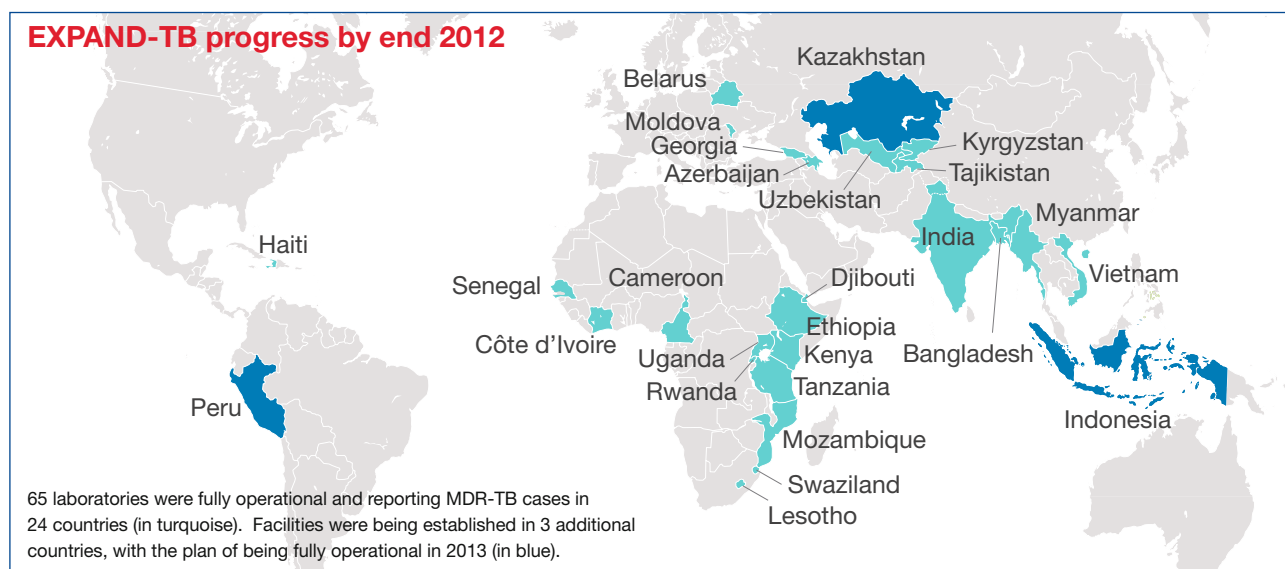 EXPAND-TB progress by end 2012
Kazakhstan
Belarus
Moldova
Georgia
Azerbaijan
Uzbekistan
Kyrgyzstan
Tajikistan
Myanmar
India
Vietnam
Bangladesh
Indonesia
Haiti
Peru
Senegal
Côte d’Ivoire
Cameroon
Djibouti
Ethiopia
Uganda
Kenya
Rwanda
Tanzania
Mozambique
Swaziland
Lesotho
65 laboratories were fully operational and reporting MDR-TB cases in
24 countries (in turquoise).  Facilities were being established in 3 additional
countries, with the plan of being fully operational in 2013 (in blue).